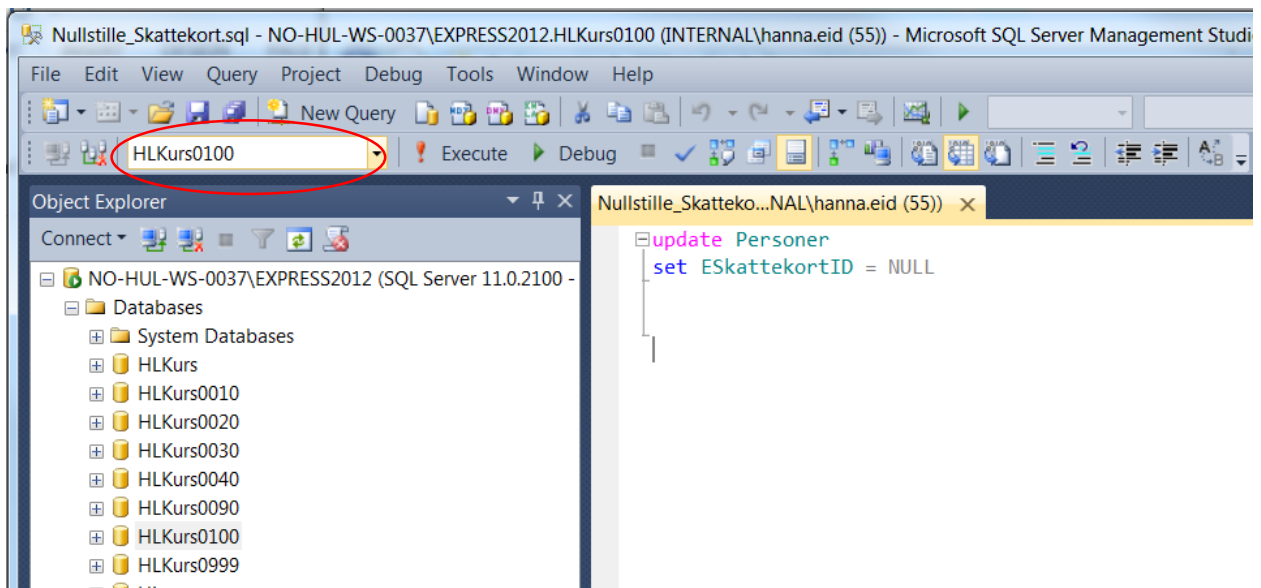 Nullstille_Skattekort.sql - NO-HUL-WS-0037\EXPRESS2012.HLKurs0100 (INTERNAL\hanna.eid (55)) - Microsoft SQL Server Management Studi
File Edit View Query Project Debug Tools Window Help
New Query
HLKurs0100 Execute Debug
Object Explorer
Connect
NO-HUL-WS-0037\EXPRESS2012 (SQL Server 11.0.2100 -
Databases
System Databases
HLKurs
HLKurs0010
HLKurs0020
HLKurs0030
HLKurs0040
HLKurs0090
HLKurs0100
HLKurs0999
Nullstille_Skatteko...NAL\hanna.eid (55))
update Personer
set ESkattekortID = NULL